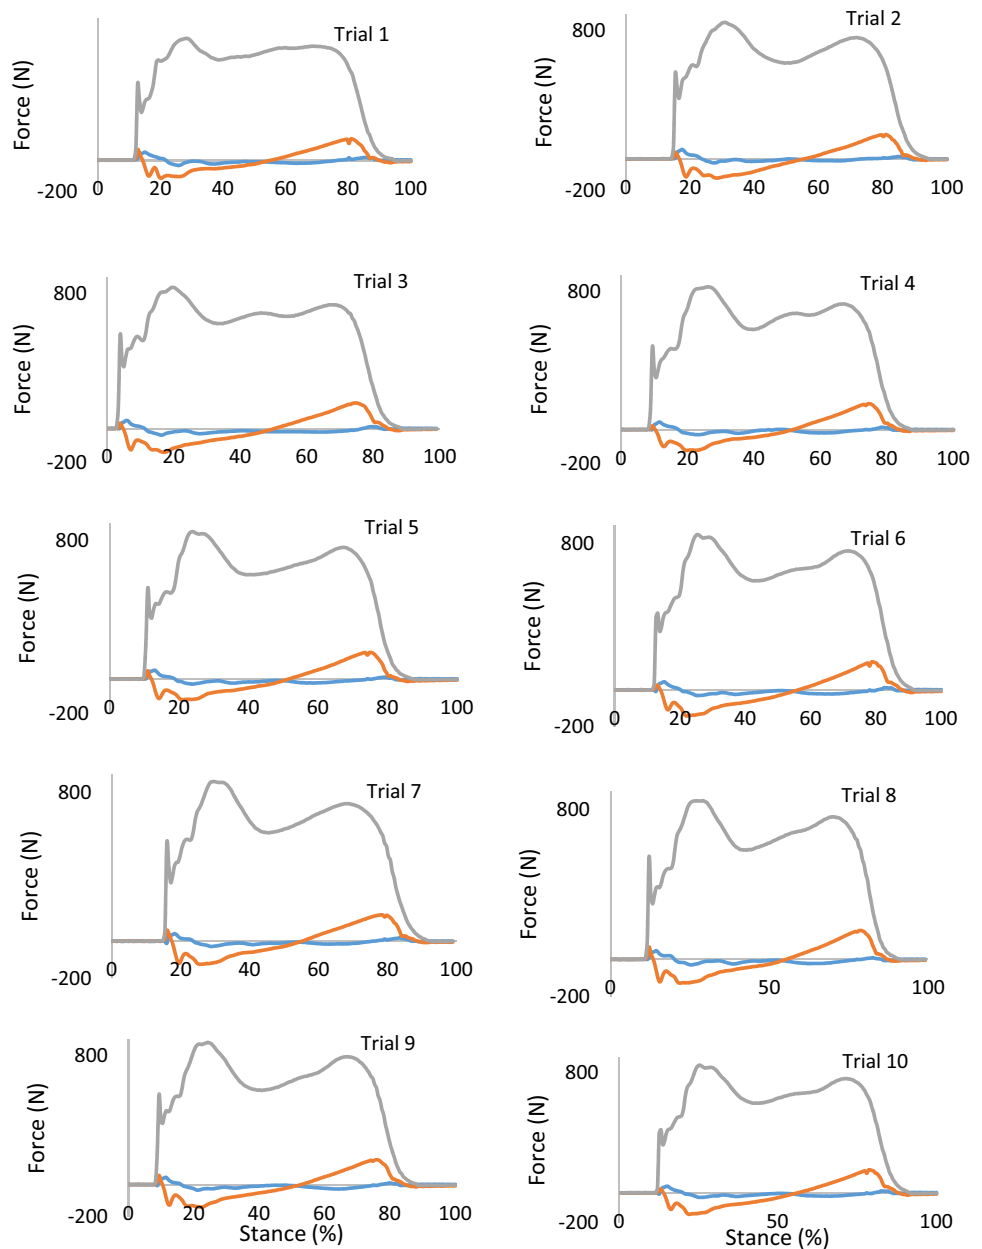 Trial 1
Force (N)
-200
0 20 40 60 80 100
Trial 2
800
Force (N)
-200
0 20 40 60 80 100
Trial 3
800
Force (N)
-200
0 20 40 60 80 100
Trial 4
800
Force (N)
-200
0 20 40 60 80 100
Trial 5
800
Force (N)
-200
0 20 40 60 80 100
Trial 6
800
Force (N)
-200
0 20 40 60 80 100
Trial 7
800
Force (N)
-200
0 20 40 60 80 100
Trial 8
800
Force (N)
-200
0 50 100
Trial 9
800
Force (N)
-200
0 20 40 60 80 100
Stance (%)
Trial 10
800
Force (N)
-200
0 50 100
Stance (%)